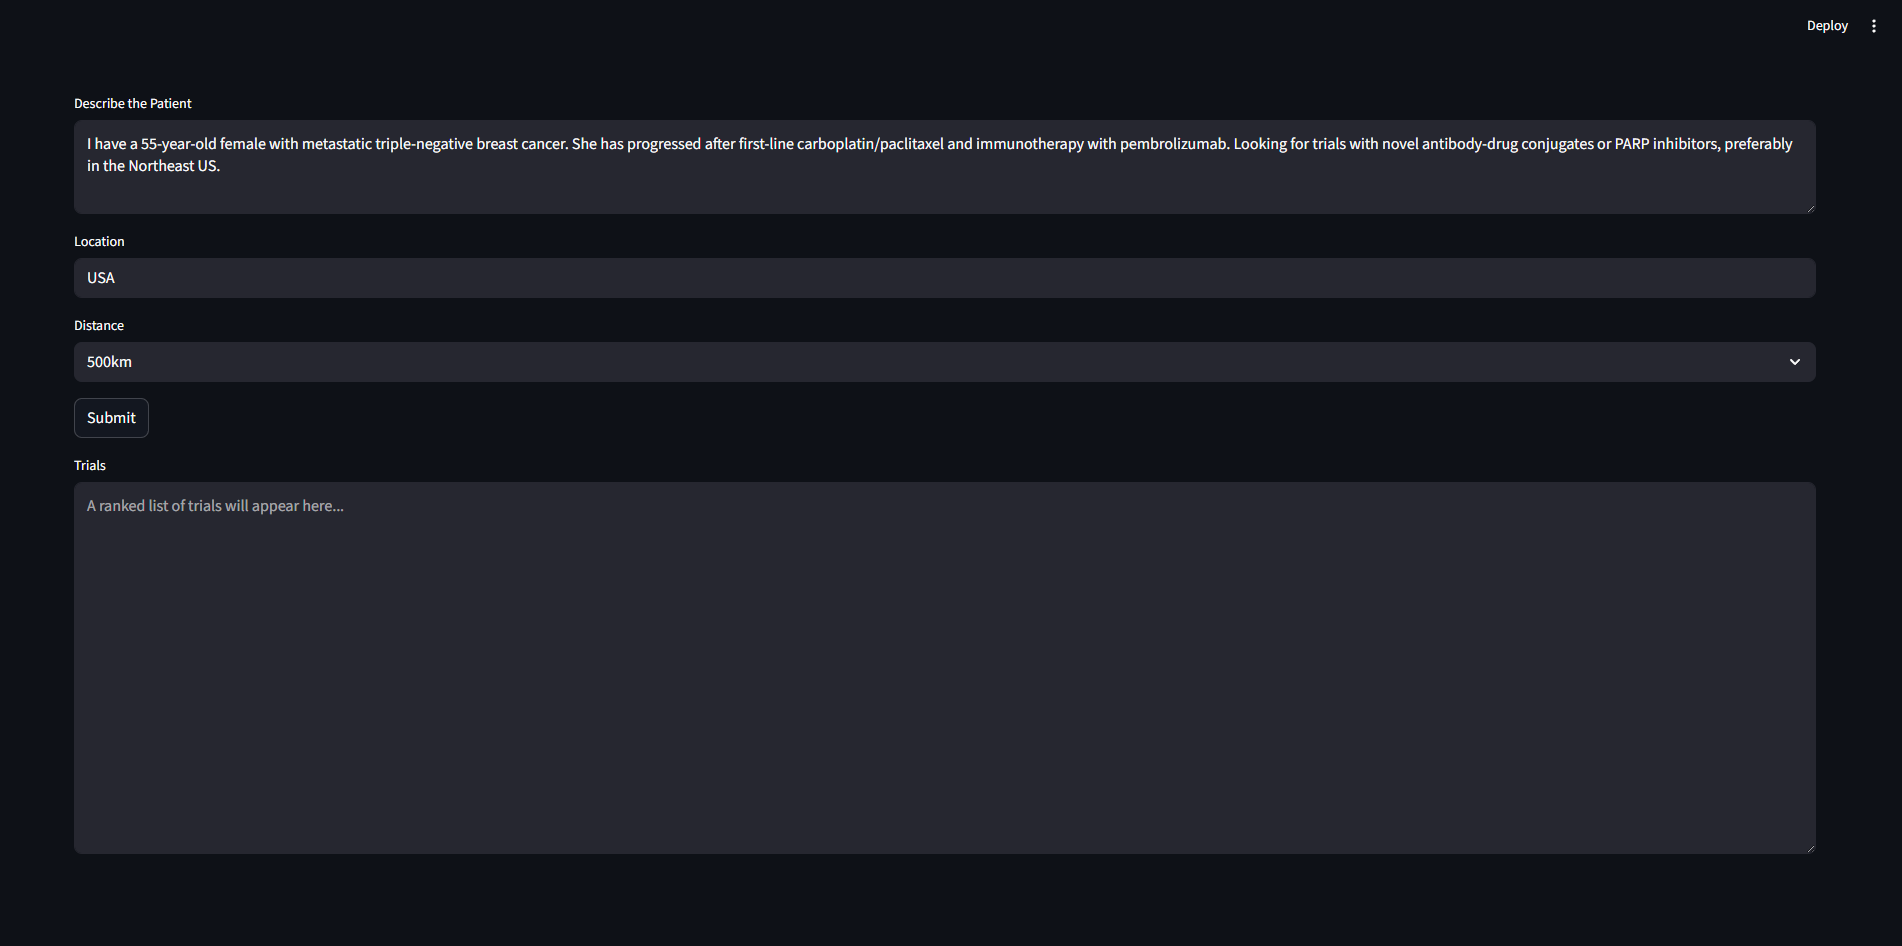 Deploy
Describe the Patient
I have a 55-year-old female with metastatic triple-negative breast cancer. She has progressed after first-line carboplatin/paclitaxel and immunotherapy with pembrolizumab. Looking for trials with novel antibody-drug conjugates or PARP inhibitors, preferably
in the Northeast US.
Location
USA
Distance
500km
Submit
Trials
A ranked list of trials will appear here...